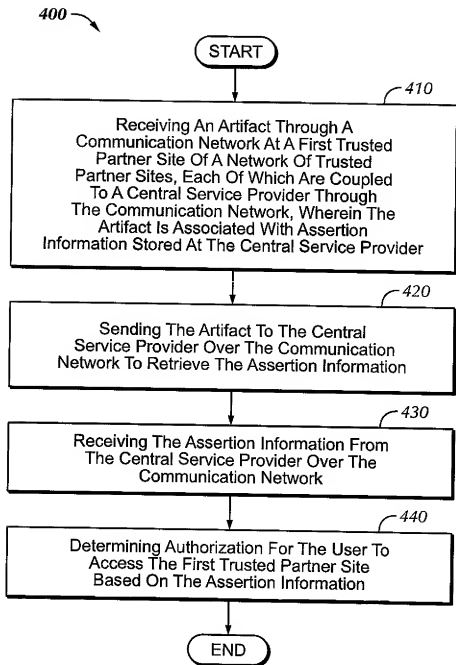 400
START
410
Receiving An Artifact Through A
Communication Network At A First Trusted
Partner Site Of A Network Of Trusted
Partner Sites, Each Of Which Are Coupled
To A Central Service Provider Through
The Communication Network, Wherein The
Artifact Is Associated With Assertion
Information Stored At The Central Service Provider
420
Sending The Artifact To The Central
Service Provider Over The Communication
Network To Retrieve The Assertion Information
430
Receiving The Assertion Information From
The Central Service Provider Over The
Communication Network
440
Determining Authorization For The User To
Access The First Trusted Partner Site
Based On The Assertion Information
END